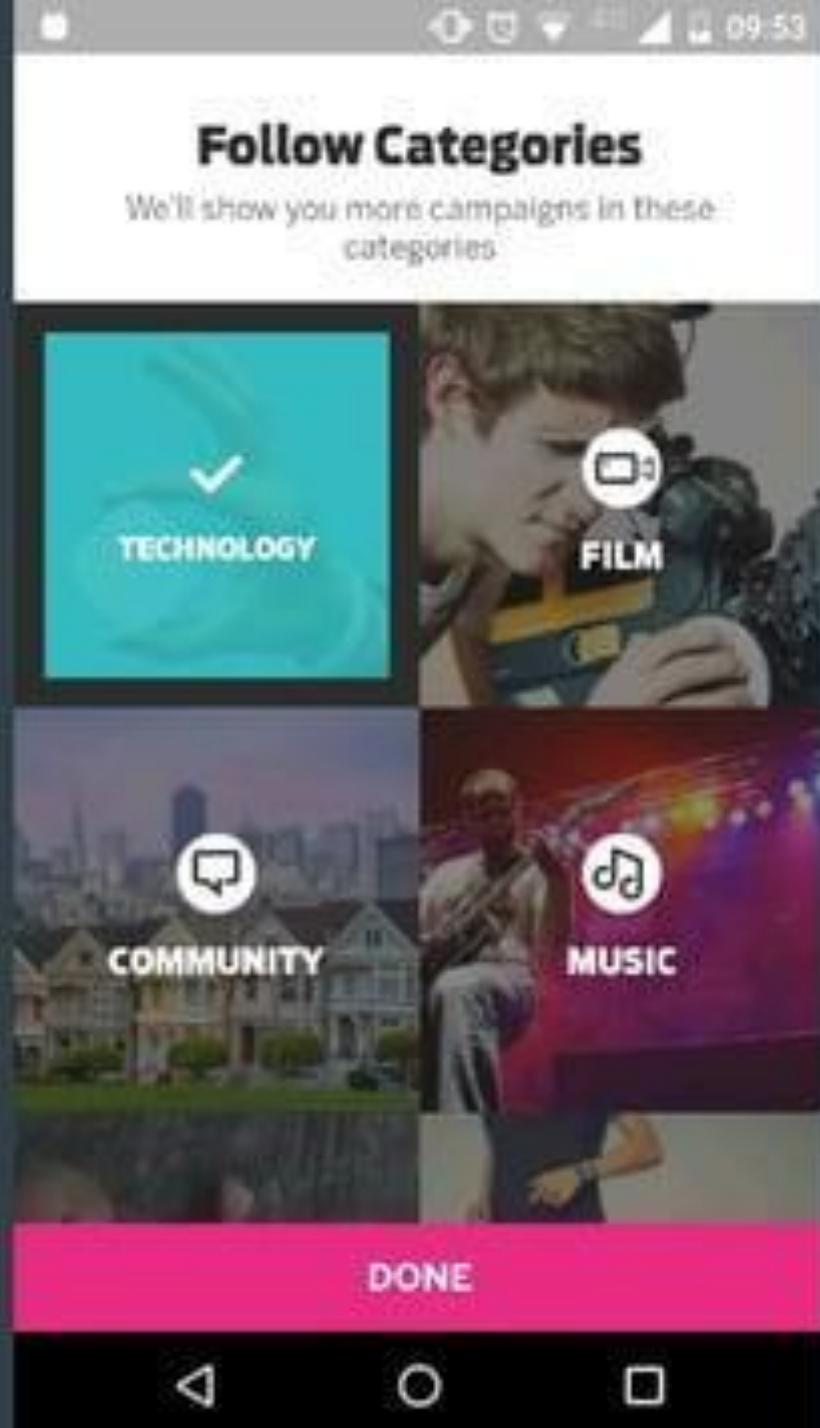 09:53
Follow Categories
We'll show you more campaigns in these
categories
TECHNOLOGY
FILM
COMMUNITY
MUSIC
DONE